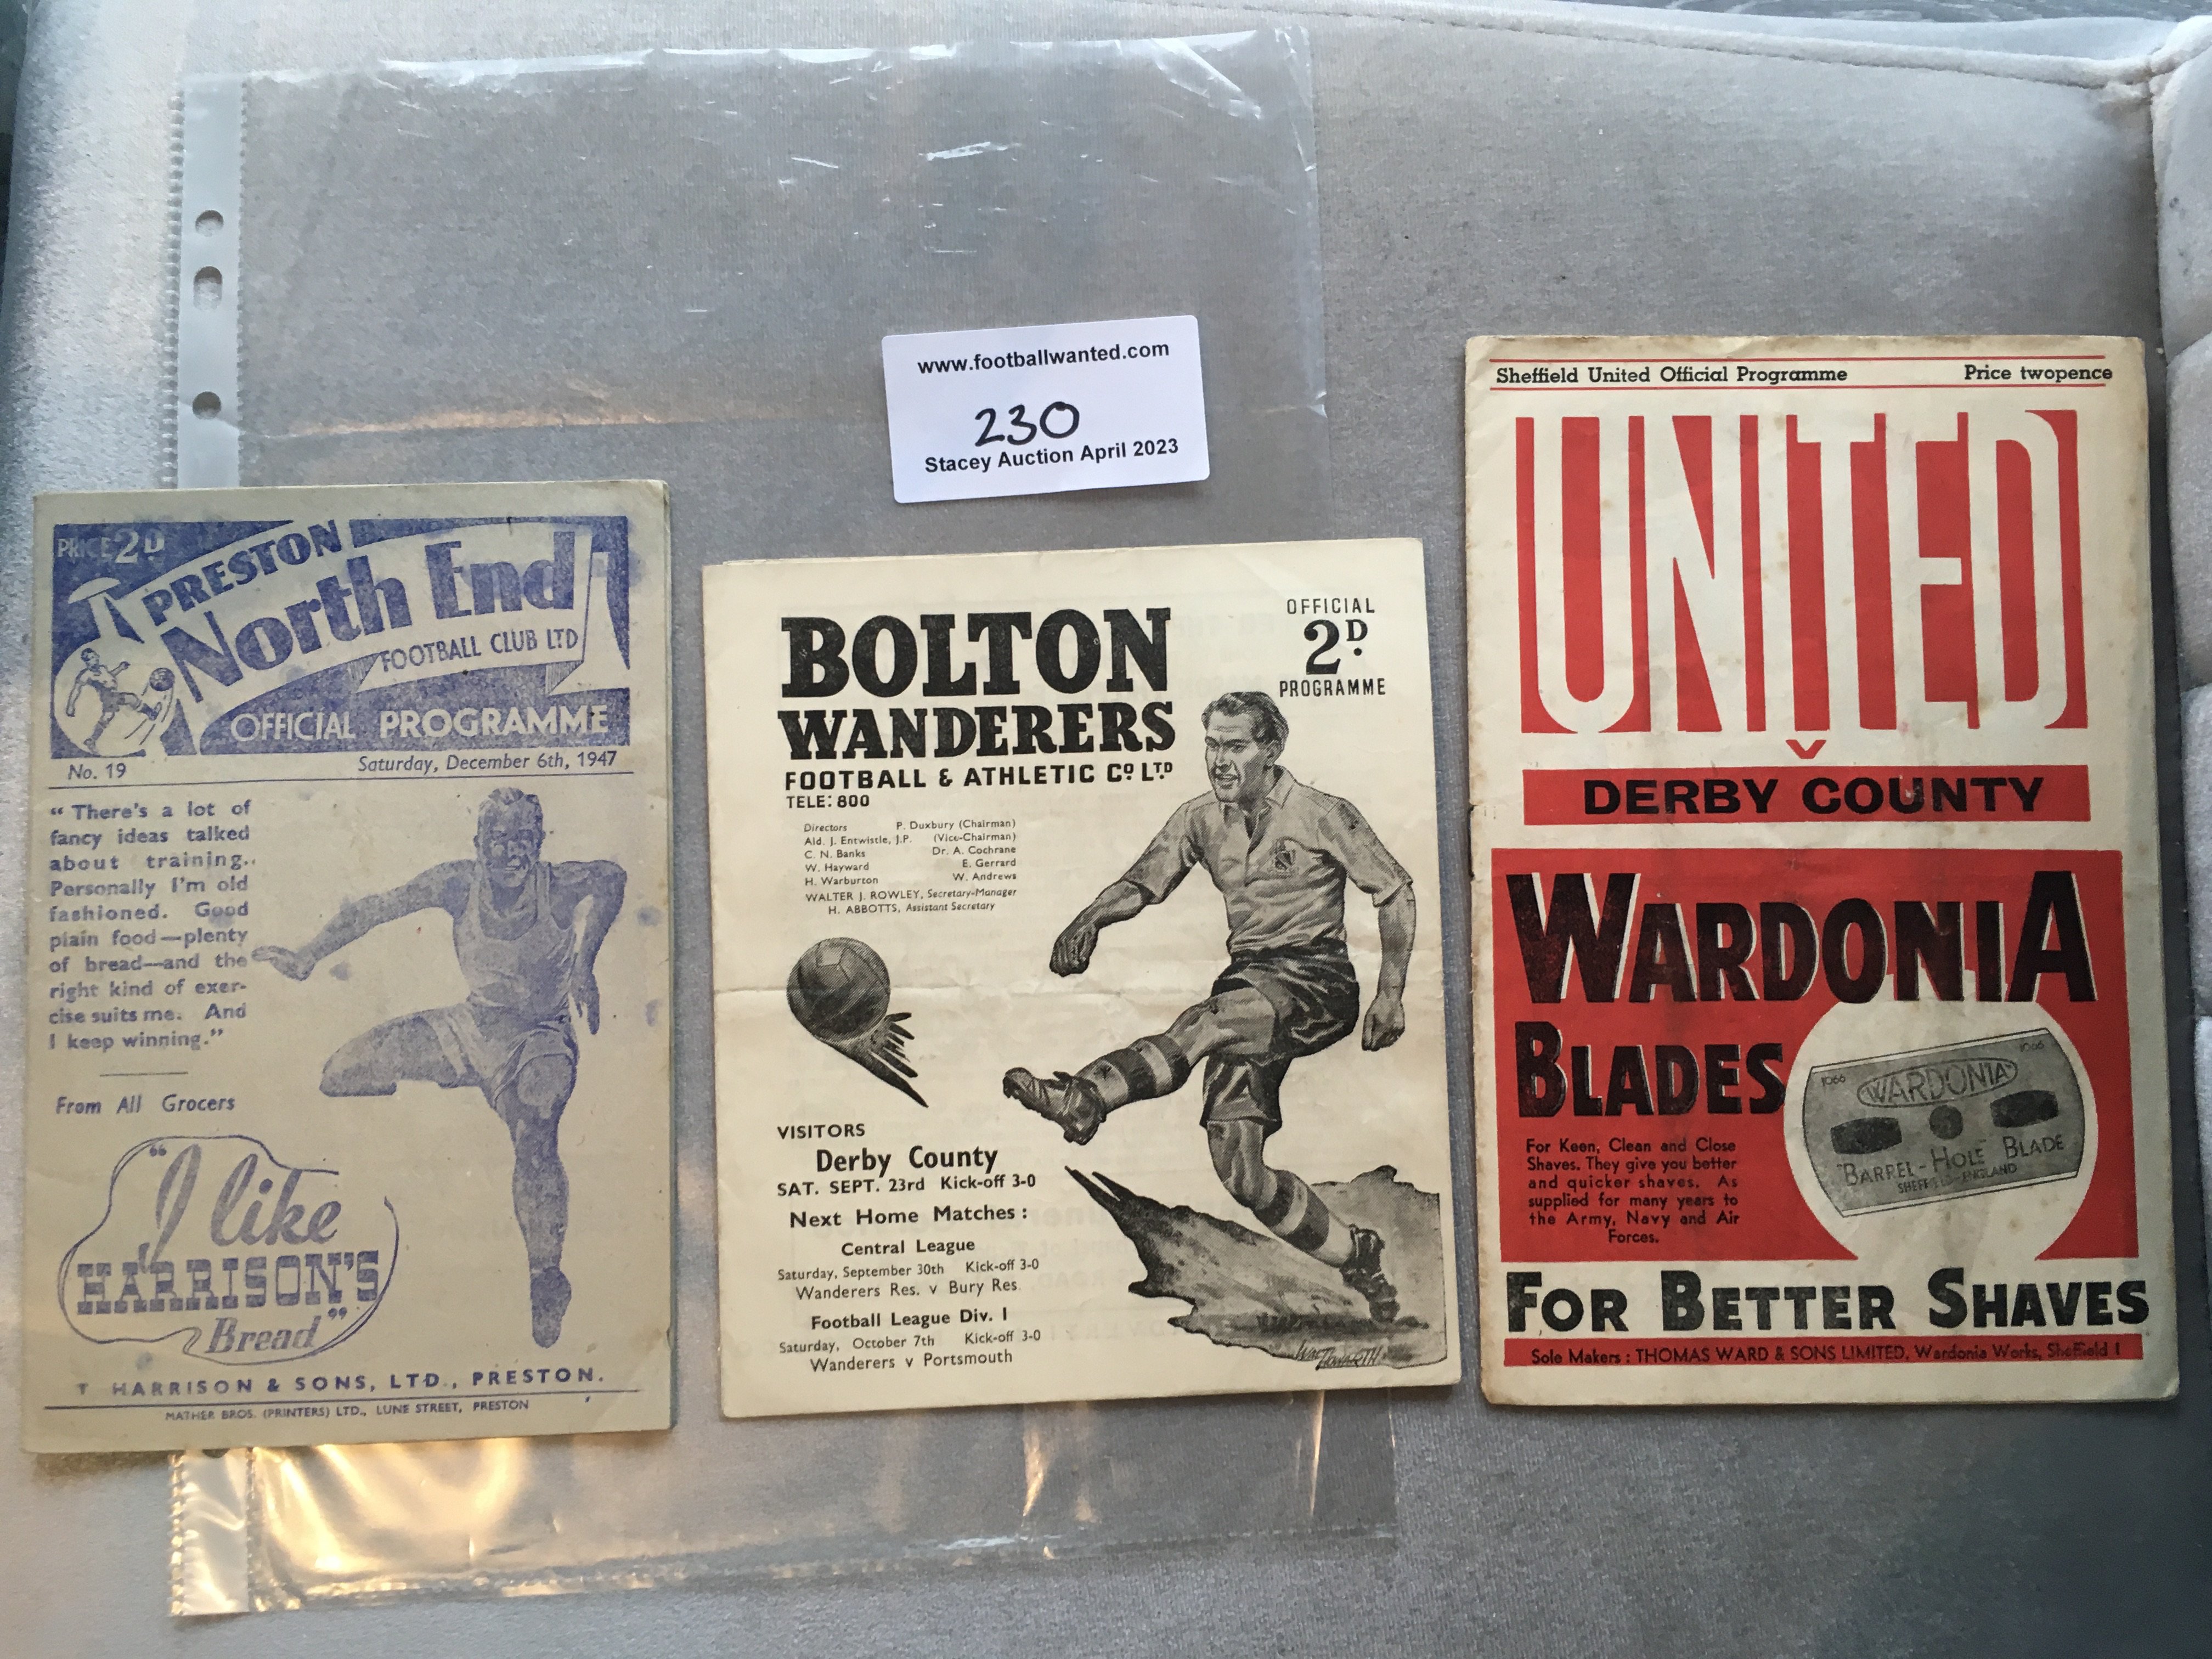 www.footballwanted.com
230
Stacey Auction April 2023
PRICE 2D
PRESTON
North End
FOOTBALL CLUB LTD
OFFICIAL PROGRAMME
No. 19 Saturday, December 6th, 1947
“ There's a lot of
fancy ideas talked
about training..
Personally I'm old
fashioned. Good
plain food—plenty
of bread—and the
right kind of exer-
cise suits me. And
I keep winning.”
From All Grocers
“I like
HARRISON'S
Bread”
T HARRISON & SONS, LTD., PRESTON.
MATHER BROS. (PRINTERS) LTD., LUNE STREET, PRESTON
BOLTON
WANDERERS
FOOTBALL & ATHLETIC Co LTD
TELE: 800
OFFICIAL
2D.
PROGRAMME
Directors P. Duxbury (Chairman)
Ald. J. Entwistle, J.P. (Vice-Chairman)
C. N. Banks Dr. A. Cochrane
W. Hayward E. Gerrard
H. Warburton W. Andrews
WALTER J. ROWLEY, Secretary-Manager
H. ABBOTTS, Assistant Secretary
VISITORS
Derby County
SAT. SEPT. 23rd Kick-off 3-0
Next Home Matches :
Central League
Saturday, September 30th Kick-off 3-0
Wanderers Res. v Bury Res
Football League Div. I
Saturday, October 7th Kick-off 3-0
Wanderers v Portsmouth
Sheffield United Official Programme Price twopence
UNITED
v
DERBY COUNTY
WARDONIA
BLADES
For Keen, Clean and Close
Shaves. They give you better
and quicker shaves. As
supplied for many years to
the Army, Navy and Air
Forces.
1066 1066
WARDONIA
"BARREL-HOLE BLADE
SHEFFIELD-ENGLAND
FOR BETTER SHAVES
Sole Makers : THOMAS WARD & SONS LIMITED, Wardonia Works, Sheffield 1